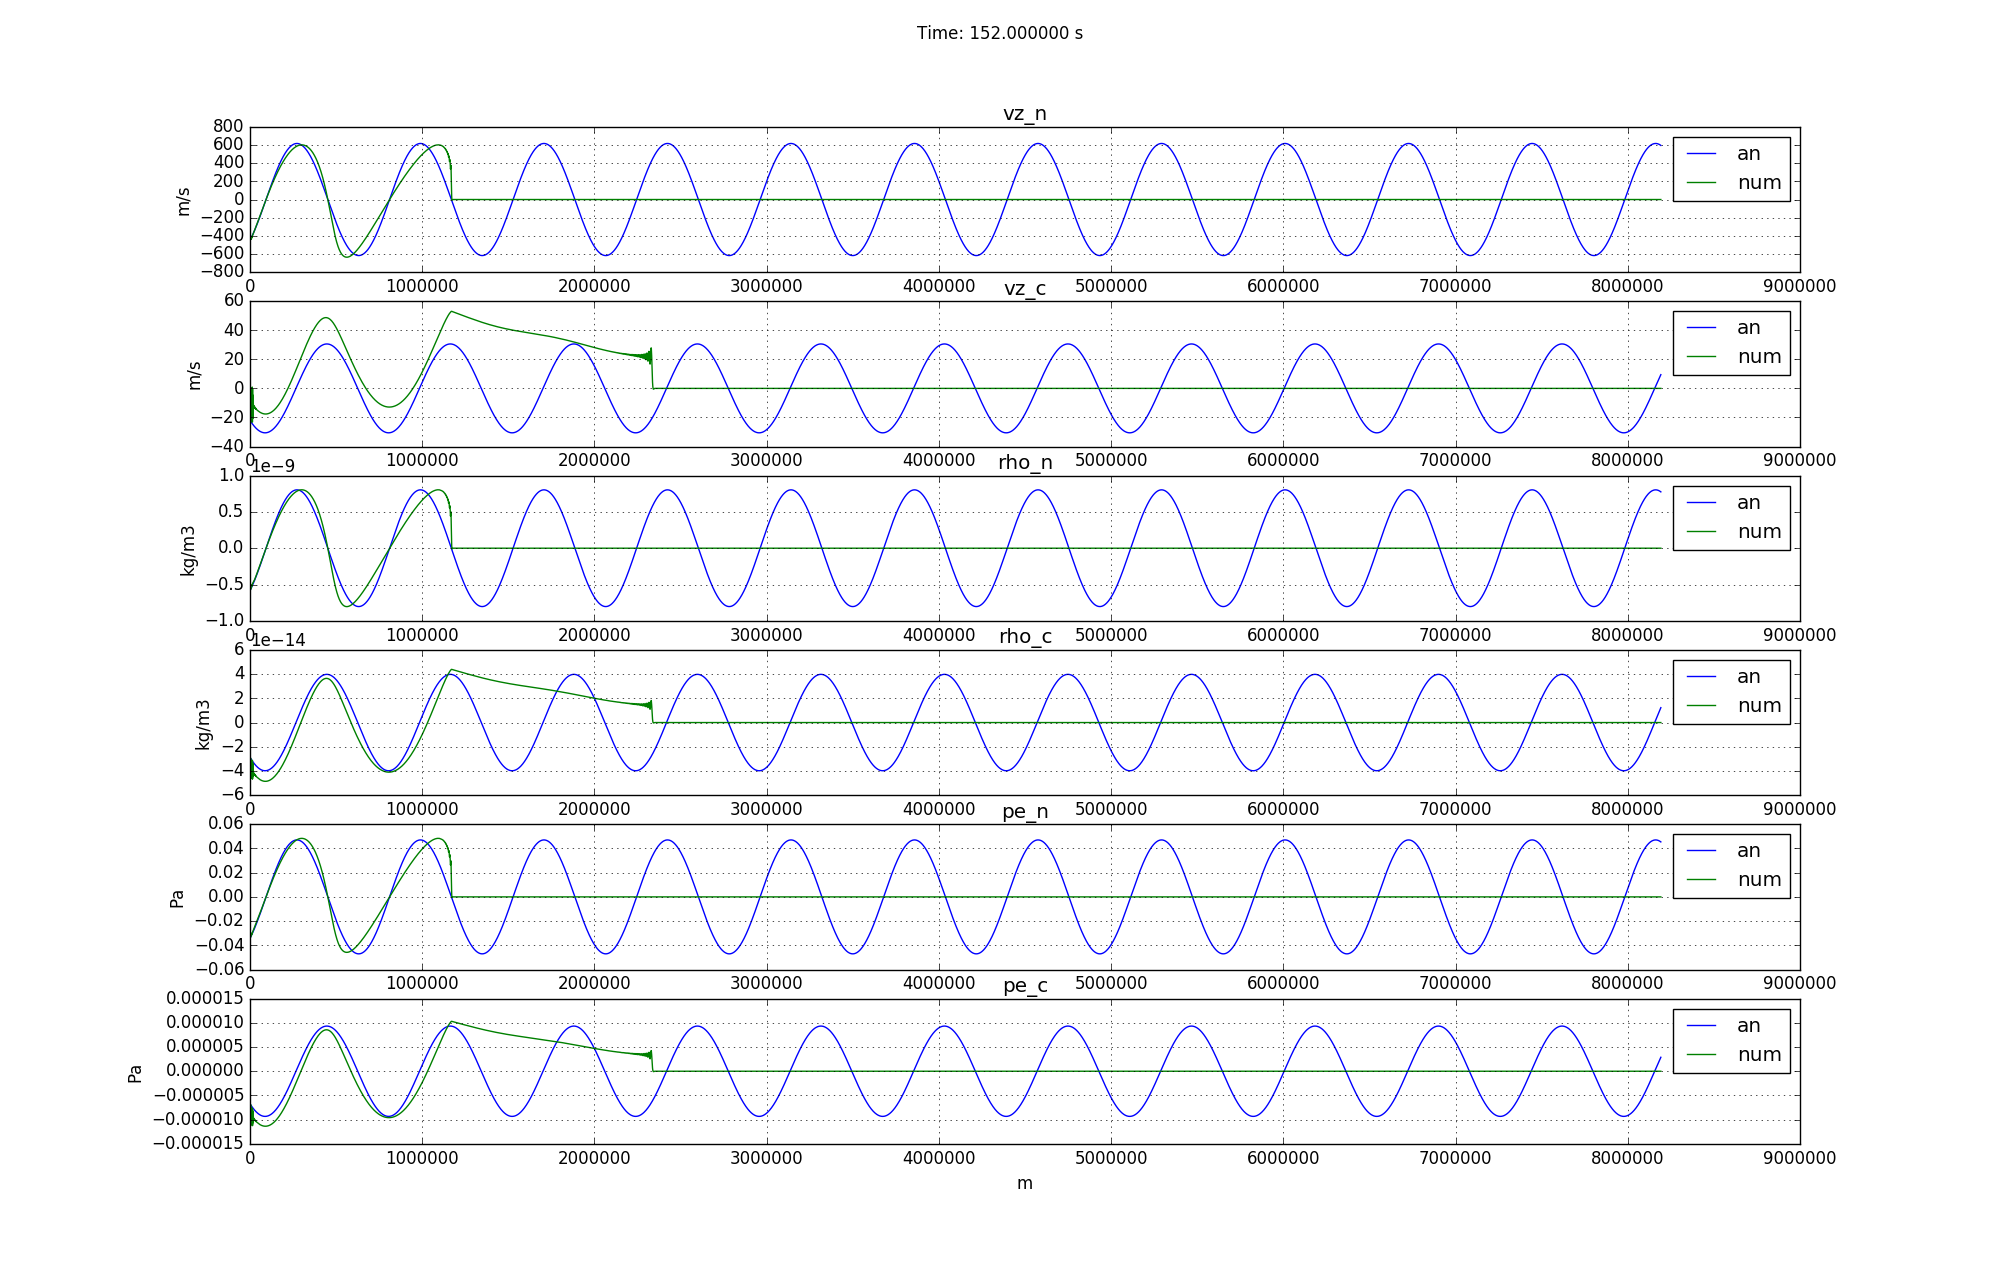 Time: 152.000000 s
vz_n
800
600
400
200
0
−200
−400
−600
−800
m/s
an
num
0 1000000 2000000 3000000 4000000 5000000 6000000 7000000 8000000 9000000
vz_c
60
40
20
0
−20
−40
m/s
an
num
0 1000000 2000000 3000000 4000000 5000000 6000000 7000000 8000000 9000000
1e−9
rho_n
1.0
0.5
0.0
−0.5
−1.0
kg/m3
an
num
0 1000000 2000000 3000000 4000000 5000000 6000000 7000000 8000000 9000000
1e−14
rho_c
6
4
2
0
−2
−4
−6
kg/m3
an
num
0 1000000 2000000 3000000 4000000 5000000 6000000 7000000 8000000 9000000
pe_n
0.06
0.04
0.02
0.00
−0.02
−0.04
−0.06
Pa
an
num
0 1000000 2000000 3000000 4000000 5000000 6000000 7000000 8000000 9000000
pe_c
0.000015
0.000010
0.000005
0.000000
−0.000005
−0.000010
−0.000015
Pa
an
num
0 1000000 2000000 3000000 4000000 5000000 6000000 7000000 8000000 9000000
m